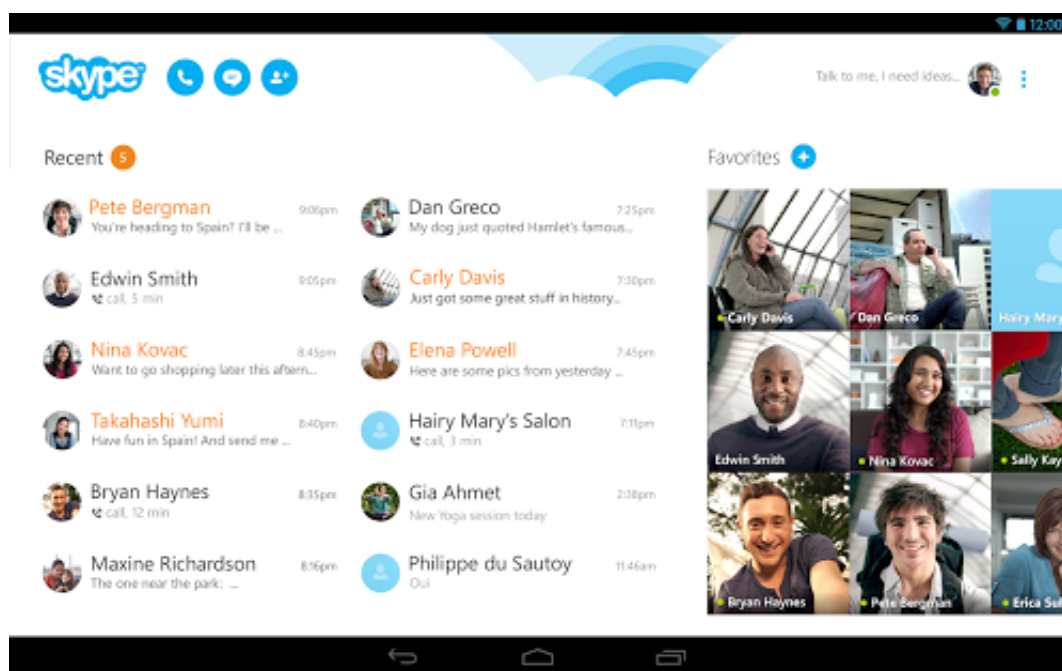 12:00
skype
Talk to me, I need ideas...
Recent 5
Favorites
Pete Bergman 9:06pm
You're heading to Spain? I'll be ...
Edwin Smith 9:05pm
call, 5 min
Nina Kovac 8:45pm
Want to go shopping later this aftern...
Takahashi Yumi 8:40pm
Have fun in Spain! And send me ...
Bryan Haynes 8:35pm
call, 12 min
Maxine Richardson 8:16pm
The one near the park: ...
Dan Greco 7:25pm
My dog just quoted Hamlet's famous...
Carly Davis 7:30pm
Just got some great stuff in history..
Elena Powell 7:45pm
Here are some pics from yesterday ...
Hairy Mary's Salon 7:11pm
call, 3 min
Gia Ahmet 2:38pm
New Yoga session today
Philippe du Sautoy 11:46am
Oui
Carly Davis
Dan Greco
Hairy Mary
Edwin Smith
Nina Kovac
Sally Kay
Bryan Haynes
Pete Bergman
Erica Sul